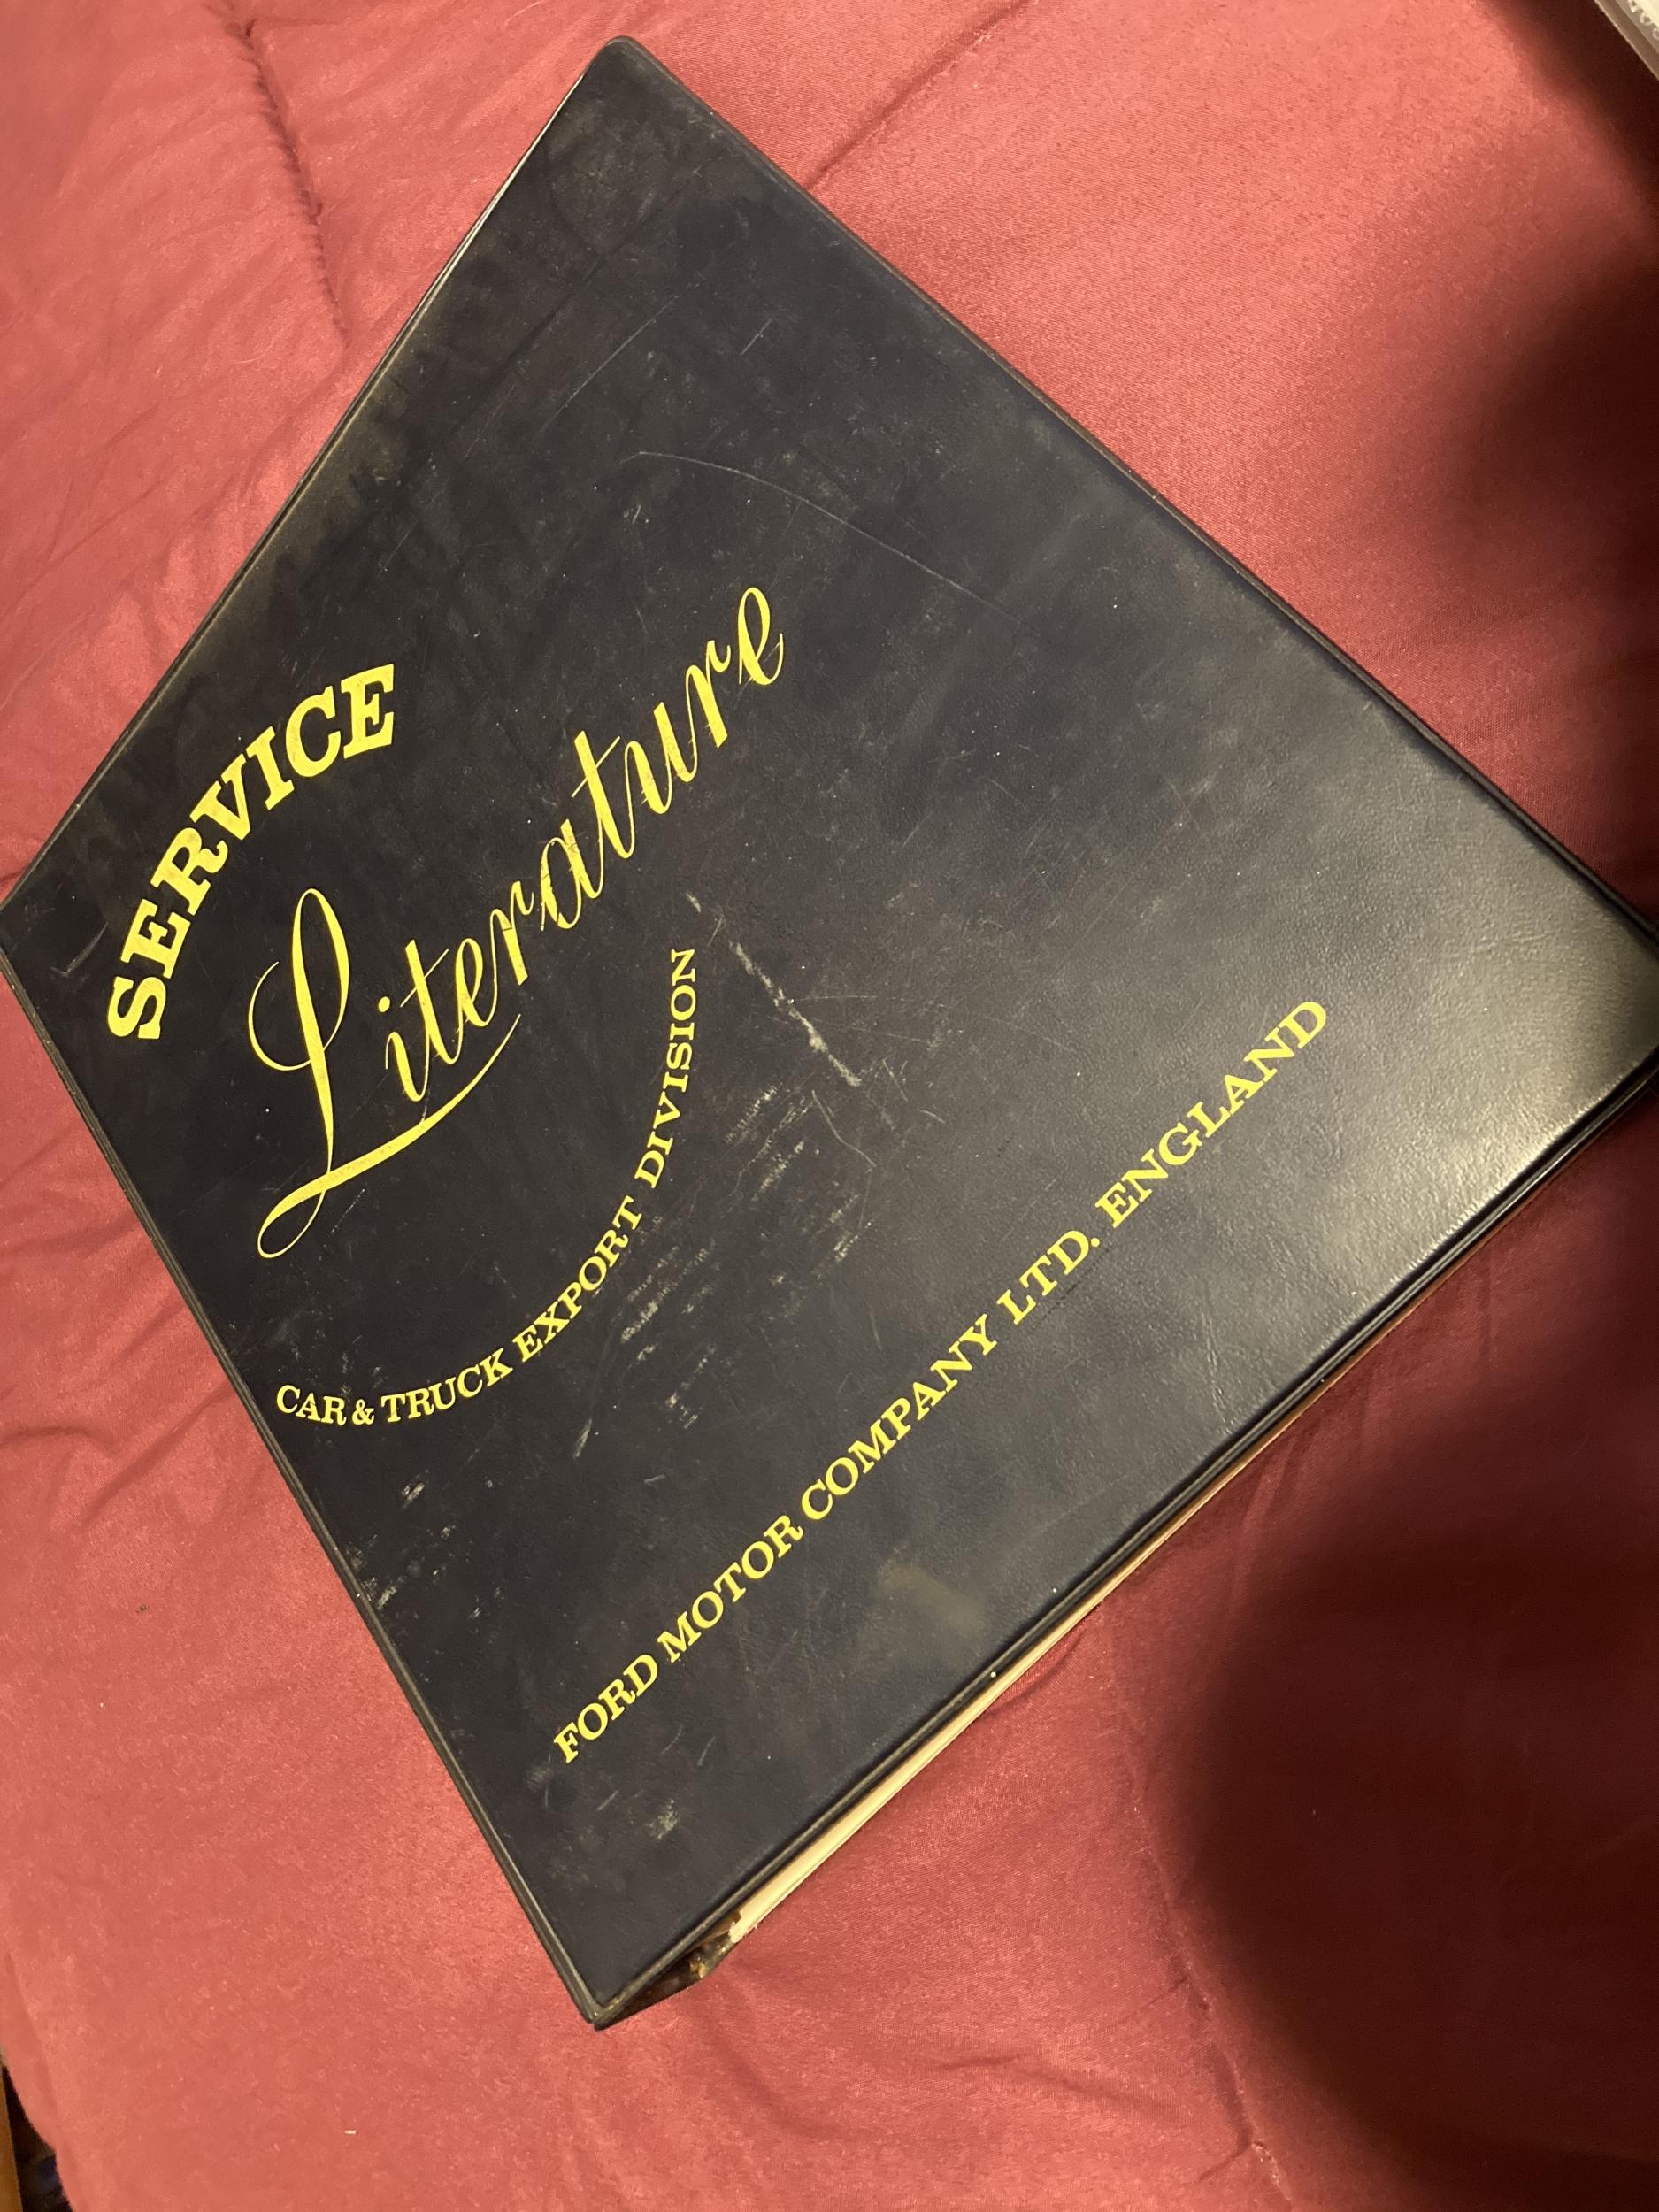 SERVICE
Literature
CAR & TRUCK EXPORT DIVISION
FORD MOTOR COMPANY LTD. ENGLAND